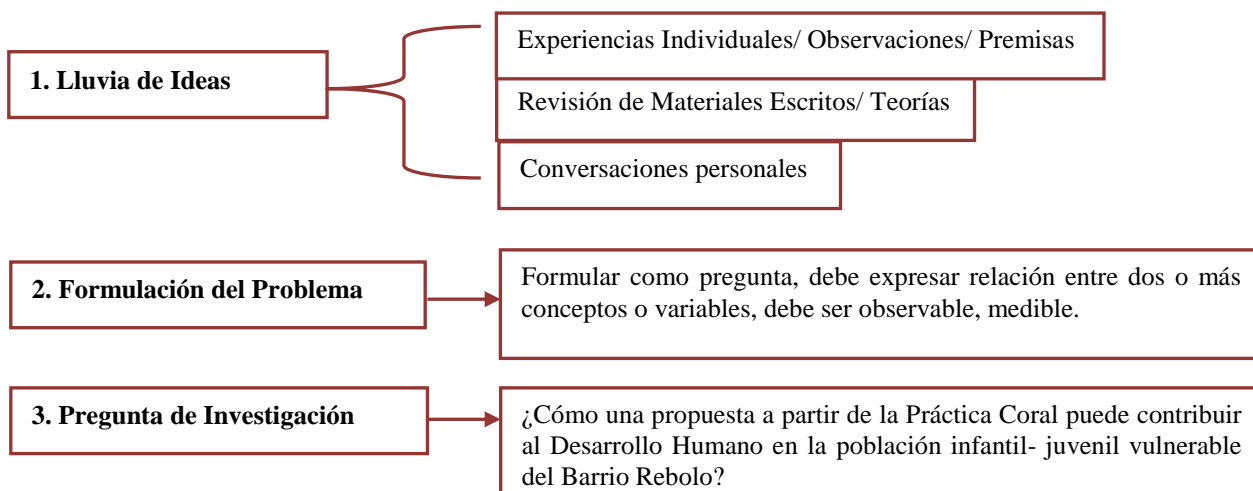 1. Lluvia de Ideas
Experiencias Individuales/ Observaciones/ Premisas
Revisión de Materiales Escritos/ Teorías
Conversaciones personales
2. Formulación del Problema
Formular como pregunta, debe expresar relación entre dos o más
conceptos o variables, debe ser observable, medible.
3. Pregunta de Investigación
¿Cómo una propuesta a partir de la Práctica Coral puede contribuir
al Desarrollo Humano en la población infantil- juvenil vulnerable
del Barrio Rebolo?